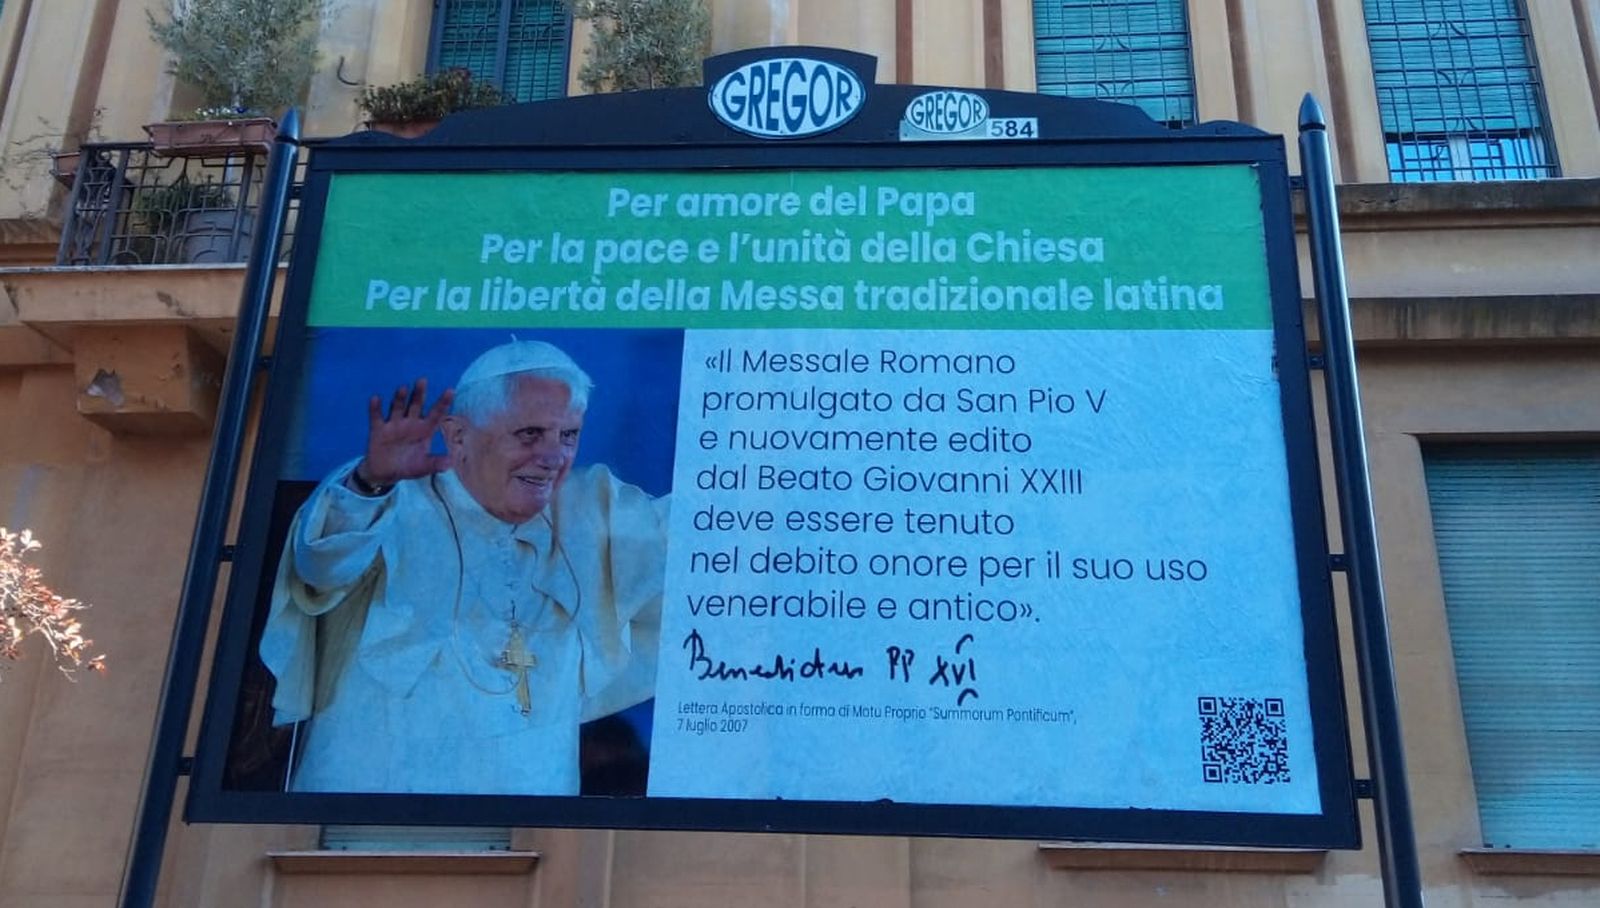 GREGOR
GREGOR
584
Per amore del Papa
Per la pace e l'unità della Chiesa
Per la libertà della Messa tradizionale latina
«Il Messale Romano
promulgato da San Pio V
e nuovamente edito
dal Beato Giovanni XXIII
deve essere tenuto
nel debito onore per il suo uso
venerabile e antico».
Benedictus PP XVI
Lettera Apostolica in forma di Motu Proprio "Summorum Pontificum",
7 luglio 2007